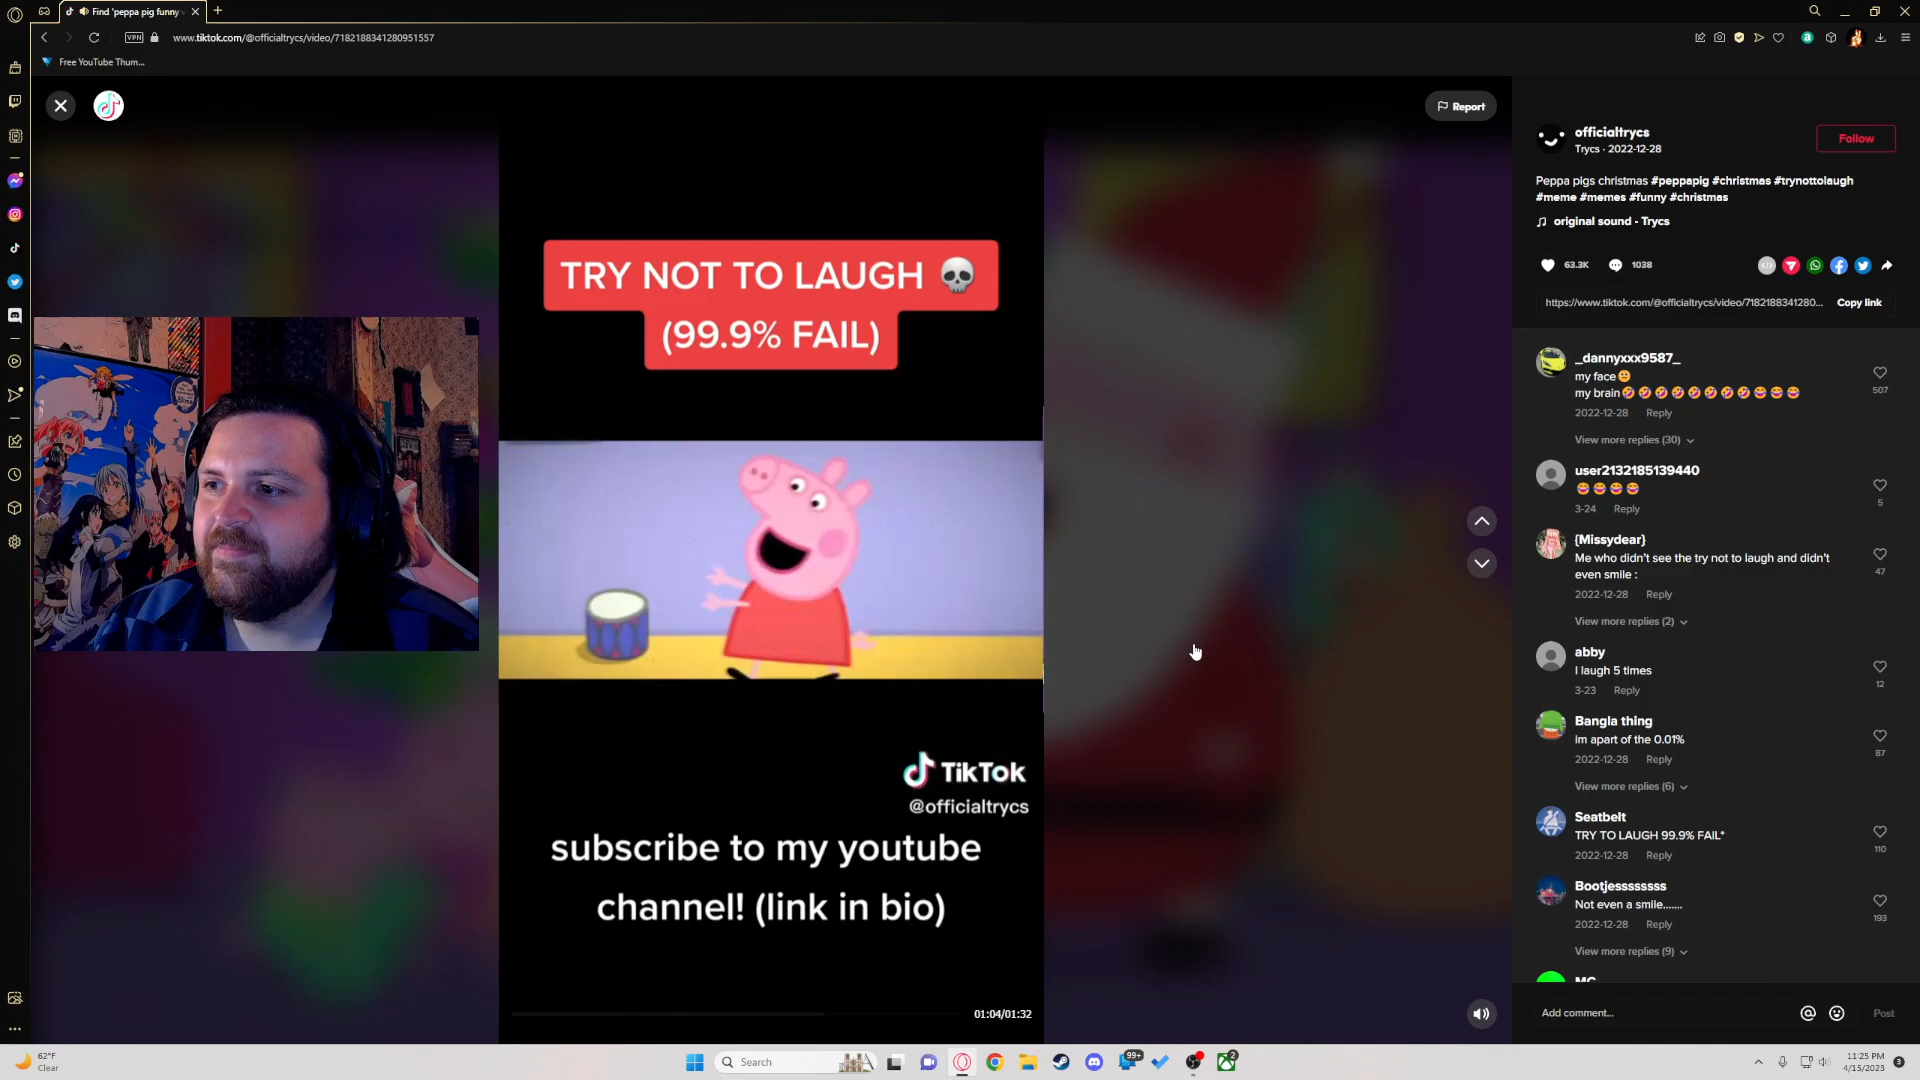 Find 'peppa pig funny
VPN
www.tiktok.com/@officialtrycs/video/7182188341280951557
Free YouTube Thum...
Report
TRY NOT TO LAUGH 💀
(99.9% FAIL)
TikTok
@officialtrycs
subscribe to my youtube
channel! (link in bio)
01:04/01:32
officialtrycs
Trycs · 2022-12-28
Follow
Peppa pigs christmas #peppapig #christmas #trynottolaugh
#meme #memes #funny #christmas
original sound - Trycs
63.3K
1038
https://www.tiktok.com/@officialtrycs/video/7182188341280...
Copy link
_dannyxxx9587_
my face😕
my brain🤣🤣🤣🤣🤣🤣🤣🤣😂😂😂
507
2022-12-28 Reply
View more replies (30)
user2132185139440
😂😂😂😂
3-24 Reply
5
{Missydear}
Me who didn't see the try not to laugh and didn't
even smile :
47
2022-12-28 Reply
View more replies (2)
abby
I laugh 5 times
12
3-23 Reply
Bangla thing
im apart of the 0.01%
87
2022-12-28 Reply
View more replies (6)
Seatbelt
TRY TO LAUGH 99.9% FAIL*
110
2022-12-28 Reply
Bootjessssssss
Not even a smile.......
193
2022-12-28 Reply
View more replies (9)
MC
Add comment...
Post
62°F
Clear
Search
99+
2
11:25 PM
4/15/2023
3